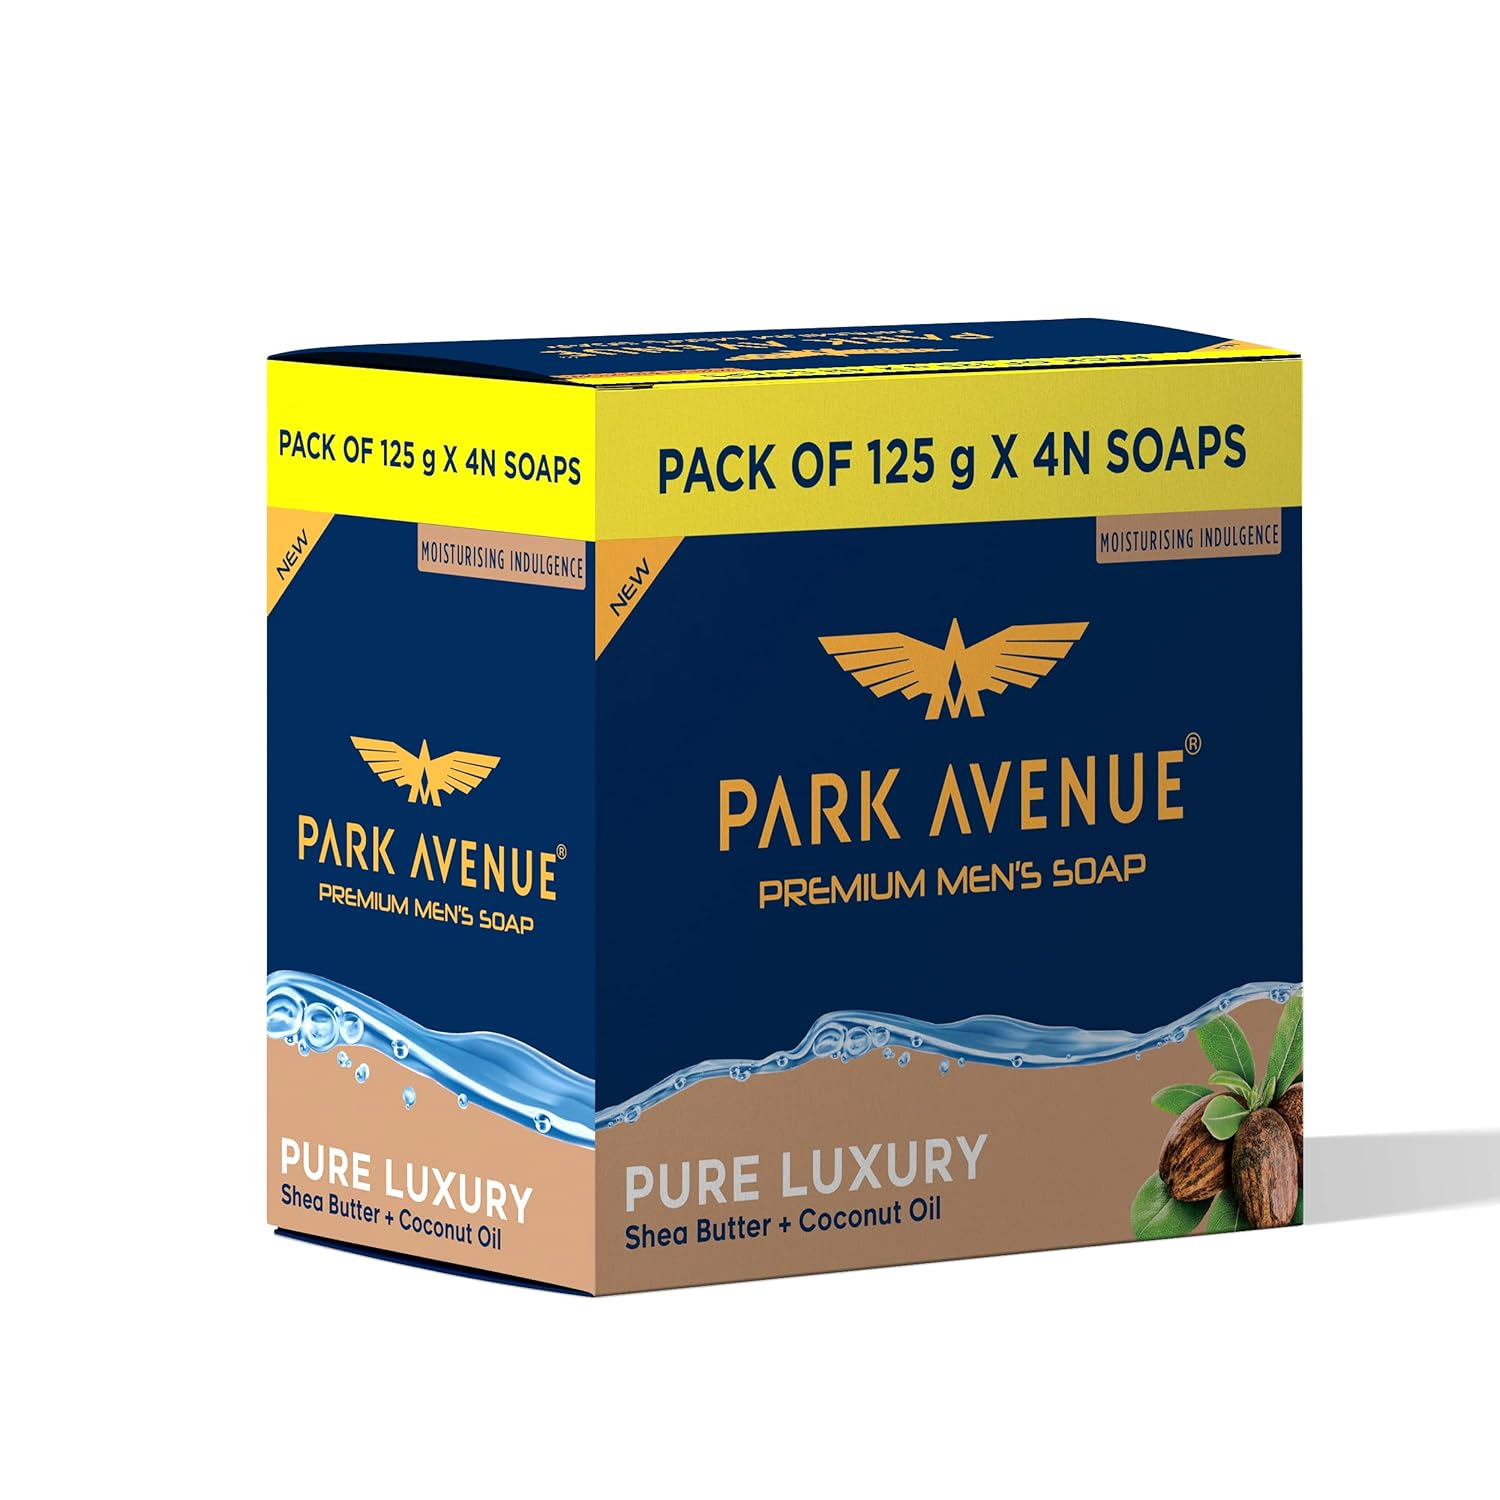 PARK AVENUE
PACK OF 125 g X 4N SOAPS
NEW
MOISTURISING INDULGENCE
PARK AVENUE®
PREMIUM MEN'S SOAP
PURE LUXURY
Shea Butter + Coconut Oil
PACK OF 125 g X 4N SOAPS
NEW
MOISTURISING INDULGENCE
PARK AVENUE®
PREMIUM MEN'S SOAP
PURE LUXURY
Shea Butter + Coconut Oil